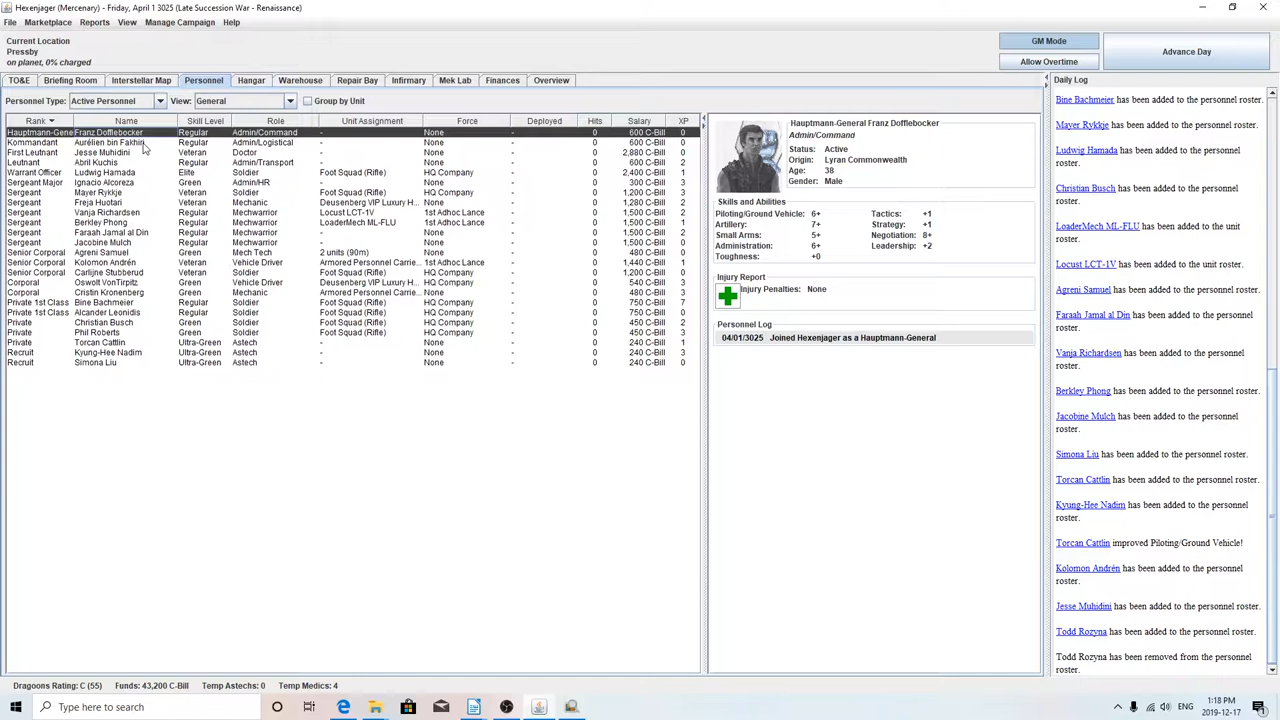 Hexenjager (Mercenary) - Friday, April 1 3025 (Late Succession War - Renaissance)
File Marketplace Reports View Manage Campaign Help
Current Location
Pressby
on planet, 0% charged
GM Mode
Allow Overtime
Advance Day
TO&E Briefing Room Interstellar Map Personnel Hangar Warehouse Repair Bay Infirmary Mek Lab Finances Overview
Personnel Type: Active Personnel View: General Group by Unit
Rank Name Skill Level Role Unit Assignment Force Deployed Hits Salary XP
Hauptmann-Gene Franz Dofflebocker Regular Admin/Command - None - 0 600 C-Bill 0
Kommandant Aurélien bin Fakhir Regular Admin/Logistical - None - 0 600 C-Bill 0
First Leutnant Jesse Muhidini Veteran Doctor - None - 0 2,880 C-Bill 0
Leutnant Abril Kuchis Regular Admin/Transport - None - 0 600 C-Bill 2
Warrant Officer Ludwig Hamada Elite Soldier Foot Squad (Rifle) HQ Company - 0 2,400 C-Bill 1
Sergeant Major Ignacio Alcoreza Green Admin/HR - None - 0 300 C-Bill 3
Sergeant Mayer Rykkje Veteran Soldier Foot Squad (Rifle) HQ Company - 0 1,200 C-Bill 3
Sergeant Freja Huotari Veteran Mechanic Deusenberg VIP Luxury H... HQ Company - 0 1,280 C-Bill 2
Sergeant Vanja Richardsen Regular Mechwarrior Locust LCT-1V 1st Adhoc Lance - 0 1,500 C-Bill 2
Sergeant Berkley Phong Regular Mechwarrior LoaderMech ML-FLU 1st Adhoc Lance - 0 1,500 C-Bill 0
Sergeant Faraah Jamal al Din Regular Mechwarrior - None - 0 1,500 C-Bill 2
Sergeant Jacobine Mulch Regular Mechwarrior - None - 0 1,500 C-Bill 0
Senior Corporal Agreni Samuel Green Mech Tech 2 units (90m) None - 0 480 C-Bill 0
Senior Corporal Kolomon Andrén Veteran Vehicle Driver Armored Personnel Carrie... HQ Company - 0 1,440 C-Bill 2
Senior Corporal Carlijne Stubberud Veteran Soldier Foot Squad (Rifle) HQ Company - 0 1,200 C-Bill 0
Corporal Oswolt VonTirpitz Green Vehicle Driver Deusenberg VIP Luxury H... HQ Company - 0 540 C-Bill 3
Corporal Cristin Kronenberg Green Mechanic Armored Personnel Carrie... None - 0 480 C-Bill 3
Private 1st Class Bine Bachmeier Regular Soldier Foot Squad (Rifle) HQ Company - 0 750 C-Bill 7
Private 1st Class Alcander Leonidis Regular Soldier Foot Squad (Rifle) HQ Company - 0 750 C-Bill 0
Private Christian Busch Green Soldier Foot Squad (Rifle) HQ Company - 0 450 C-Bill 2
Private Phil Roberts Green Soldier Foot Squad (Rifle) HQ Company - 0 450 C-Bill 0
Private Torcan Cattlin Ultra-Green Astech - None - 0 240 C-Bill 1
Recruit Kyung-Hee Nadim Ultra-Green Astech - None - 0 240 C-Bill 3
Recruit Simona Liu Ultra-Green Astech - None - 0 240 C-Bill 0
Hauptmann-General Franz Dofflebocker
Admin/Command
Status: Active
Origin: Lyran Commonwealth
Age: 38
Gender: Male
Skills and Abilities
Piloting/Ground Vehicle: 6+ Tactics: +1
Artillery: 7+ Strategy: +1
Small Arms: 5+ Negotiation: 8+
Administration: 6+ Leadership: +2
Toughness: +0
Injury Report
Injury Penalties: None
Personnel Log
04/01/3025 Joined Hexenjager as a Hauptmann-General
Daily Log
Bine Bachmeier has been added to the personnel roster.
Mayer Rykkje has been added to the personnel roster.
Ludwig Hamada has been added to the personnel
roster.
Christian Busch has been added to the personnel
roster.
LoaderMech ML-FLU has been added to the unit
roster.
Locust LCT-1V has been added to the unit roster.
Agreni Samuel has been added to the personnel roster.
Faraah Jamal al Din has been added to the personnel
roster.
Vanja Richardsen has been added to the personnel
roster.
Berkley Phong has been added to the personnel roster.
Jacobine Mulch has been added to the personnel
roster.
Simona Liu has been added to the personnel roster.
Torcan Cattlin has been added to the personnel roster.
Kyung-Hee Nadim has been added to the personnel
roster.
Torcan Cattlin improved Piloting/Ground Vehicle!
Kolomon Andrén has been added to the personnel
roster.
Jesse Muhidini has been added to the personnel roster.
Todd Rozyna has been added to the personnel roster.
Todd Rozyna has been removed from the personnel
roster.
Dragoons Rating: C (55) Funds: 43,200 C-Bill Temp Astechs: 0 Temp Medics: 4
Type here to search
ENG
1:18 PM
2019-12-17